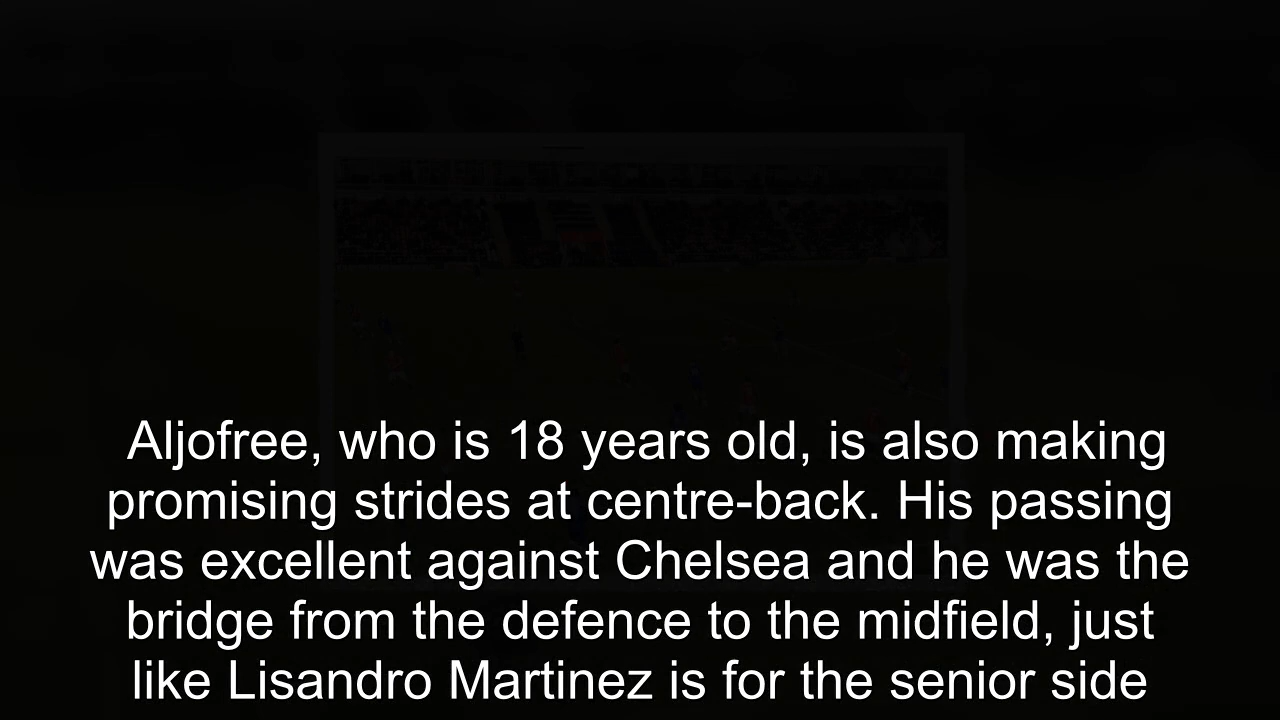 Aljofree, who is 18 years old, is also making
promising strides at centre-back. His passing
was excellent against Chelsea and he was the
bridge from the defence to the midfield, just
like Lisandro Martinez is for the senior side